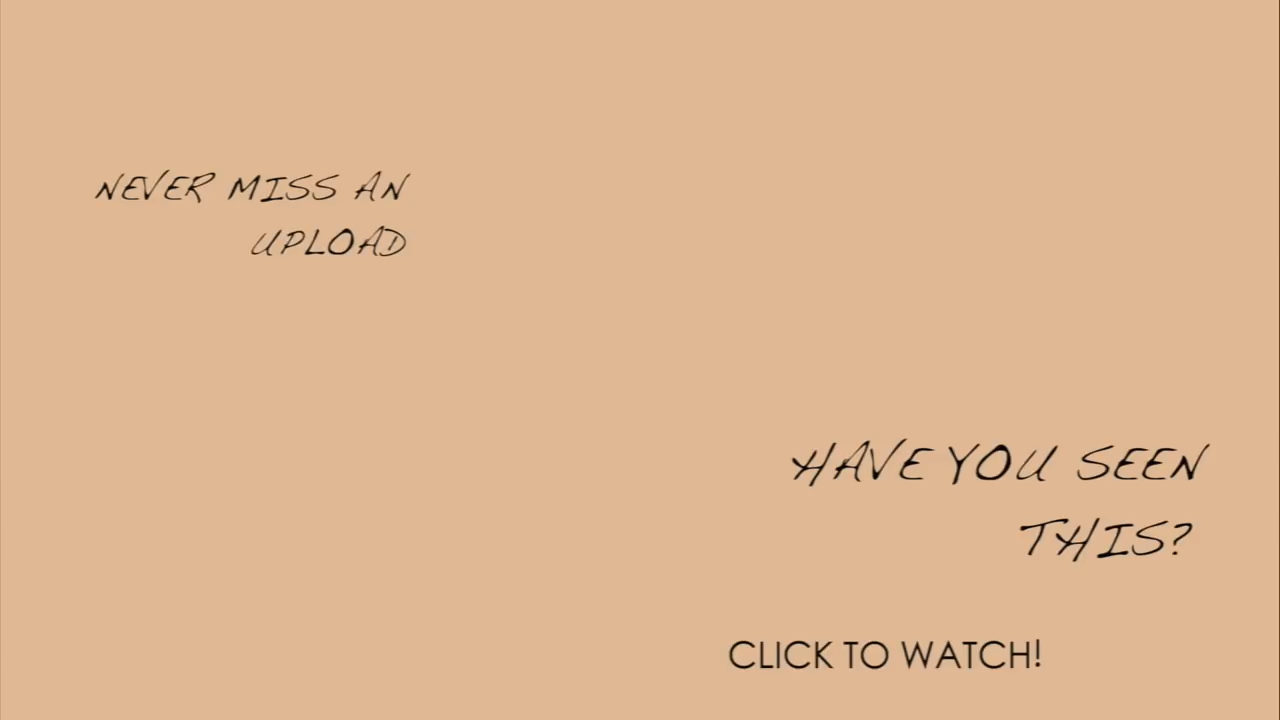 NEVER MISS AN
UPLOAD
HAVE YOU SEEN
THIS?
CLICK TO WATCH!